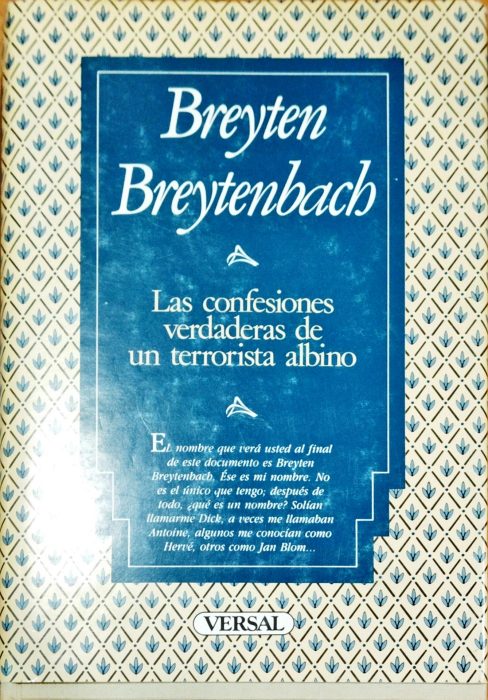 Breyten
Breytenbach
Las confesiones
verdaderas de
un terrorista albino
El nombre que verá usted al final
de este documento es Breyten
Breytenbach. Ése es mi nombre. No
es el único que tengo; después de
todo, ¿qué es un nombre? Solían
llamarme Dick, a veces me llamaban
Antoine, algunos me conocían como
Hervé, otros como Jan Blom...
VERSAL